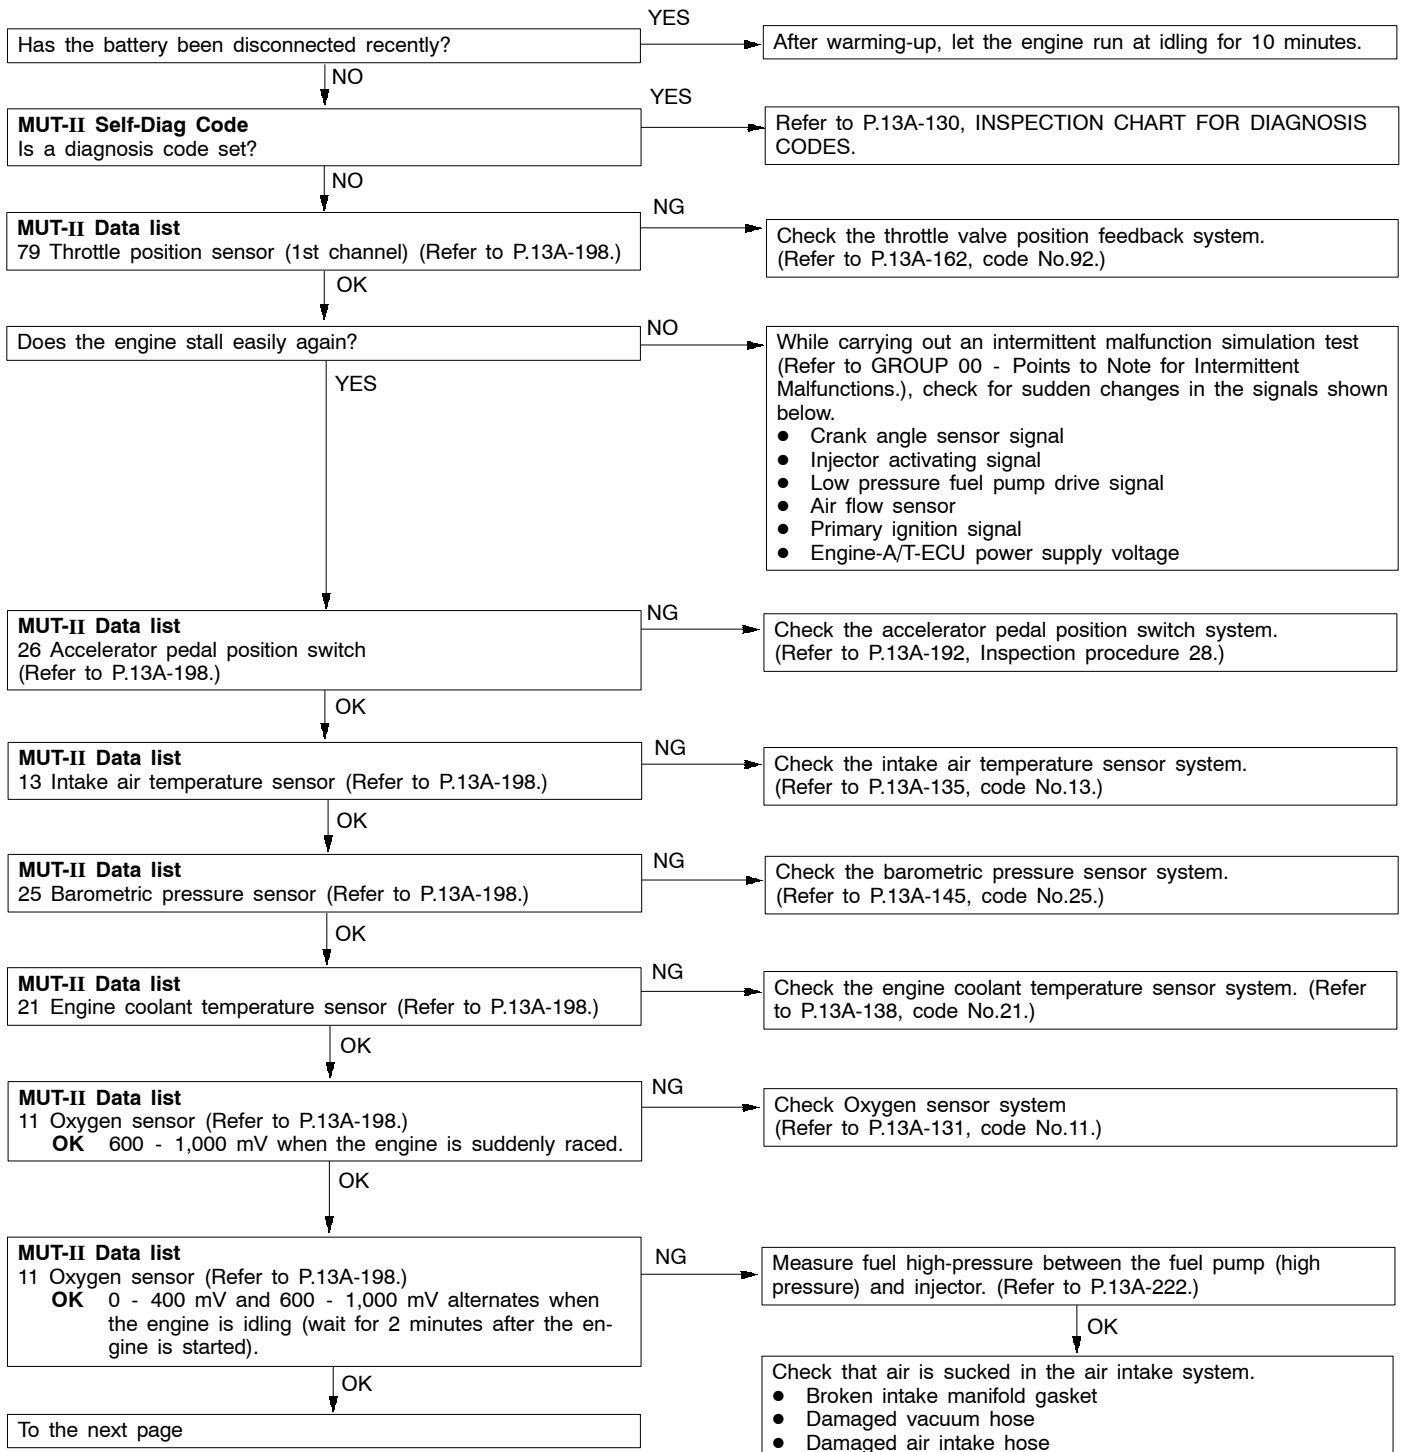 YES
Has the battery been disconnected recently?
After warming-up, let the engine run at idling for 10 minutes.
NO
YES
MUT-II Self-Diag Code
Is a diagnosis code set?
Refer to P.13A-130, INSPECTION CHART FOR DIAGNOSIS
CODES.
NO
NG
MUT-II Data list
79 Throttle position sensor (1st channel) (Refer to P.13A-198.)
Check the throttle valve position feedback system.
(Refer to P.13A-162, code No.92.)
OK
NO
Does the engine stall easily again?
While carrying out an intermittent malfunction simulation test
(Refer to GROUP 00 - Points to Note for Intermittent
Malfunctions.), check for sudden changes in the signals shown
below.
● Crank angle sensor signal
● Injector activating signal
● Low pressure fuel pump drive signal
● Air flow sensor
● Primary ignition signal
● Engine-A/T-ECU power supply voltage
YES
NG
MUT-II Data list
26 Accelerator pedal position switch
(Refer to P.13A-198.)
Check the accelerator pedal position switch system.
(Refer to P.13A-192, Inspection procedure 28.)
OK
NG
MUT-II Data list
13 Intake air temperature sensor (Refer to P.13A-198.)
Check the intake air temperature sensor system.
(Refer to P.13A-135, code No.13.)
OK
NG
MUT-II Data list
25 Barometric pressure sensor (Refer to P.13A-198.)
Check the barometric pressure sensor system.
(Refer to P.13A-145, code No.25.)
OK
NG
MUT-II Data list
21 Engine coolant temperature sensor (Refer to P.13A-198.)
Check the engine coolant temperature sensor system. (Refer
to P.13A-138, code No.21.)
OK
NG
MUT-II Data list
11 Oxygen sensor (Refer to P.13A-198.)
OK 600 - 1,000 mV when the engine is suddenly raced.
Check Oxygen sensor system
(Refer to P.13A-131, code No.11.)
OK
NG
MUT-II Data list
11 Oxygen sensor (Refer to P.13A-198.)
OK 0 - 400 mV and 600 - 1,000 mV alternates when
the engine is idling (wait for 2 minutes after the en-
gine is started).
Measure fuel high-pressure between the fuel pump (high
pressure) and injector. (Refer to P.13A-222.)
OK
Check that air is sucked in the air intake system.
● Broken intake manifold gasket
● Damaged vacuum hose
● Damaged air intake hose
OK
To the next page